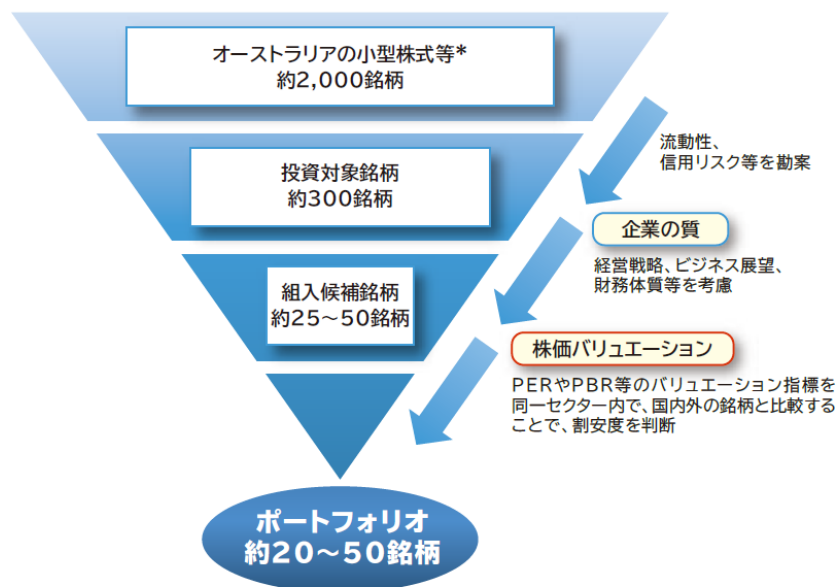 オーストラリアの小型株式等*
約2,000銘柄
流動性、
信用リスク等を勘案
投資対象銘柄
約300銘柄
企業の質
経営戦略、ビジネス展望、
財務体質等を考慮
組入候補銘柄
約25～50銘柄
株価バリュエーション
PERやPBR等のバリュエーション指標を
同一セクター内で、国内外の銘柄と比較する
ことで、割安度を判断
ポートフォリオ
約20～50銘柄